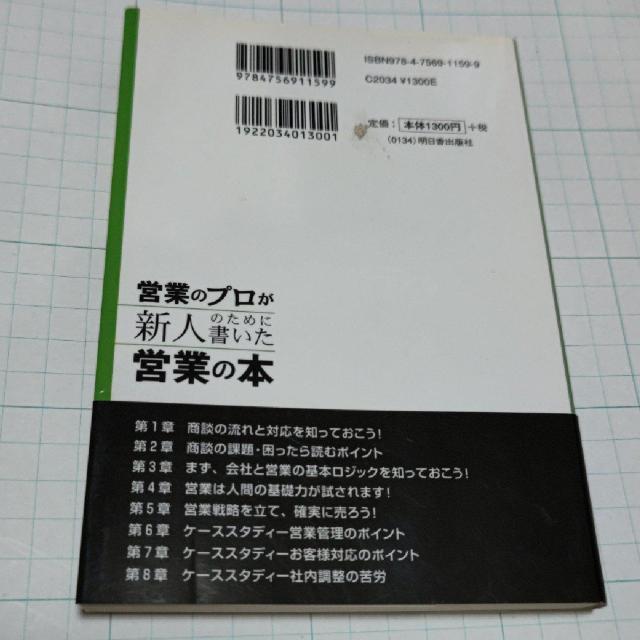 9784756911599
ISBN978-4-7569-1159-9
C2034 ¥1300E
1922034013001
定価： 本体1300円 +税
(0134) 明日香出版社
営業のプロが
新人のために書いた
営業の本
第1章 商談の流れと対応を知っておこう！
第2章 商談の課題・困ったら読むポイント
第3章 まず、会社と営業の基本ロジックを知っておこう！
第4章 営業は人間の基礎力が試されます！
第5章 営業戦略を立て、確実に売ろう！
第6章 ケーススタディー営業管理のポイント
第7章 ケーススタディーお客様対応のポイント
第8章 ケーススタディー社内調整の苦労